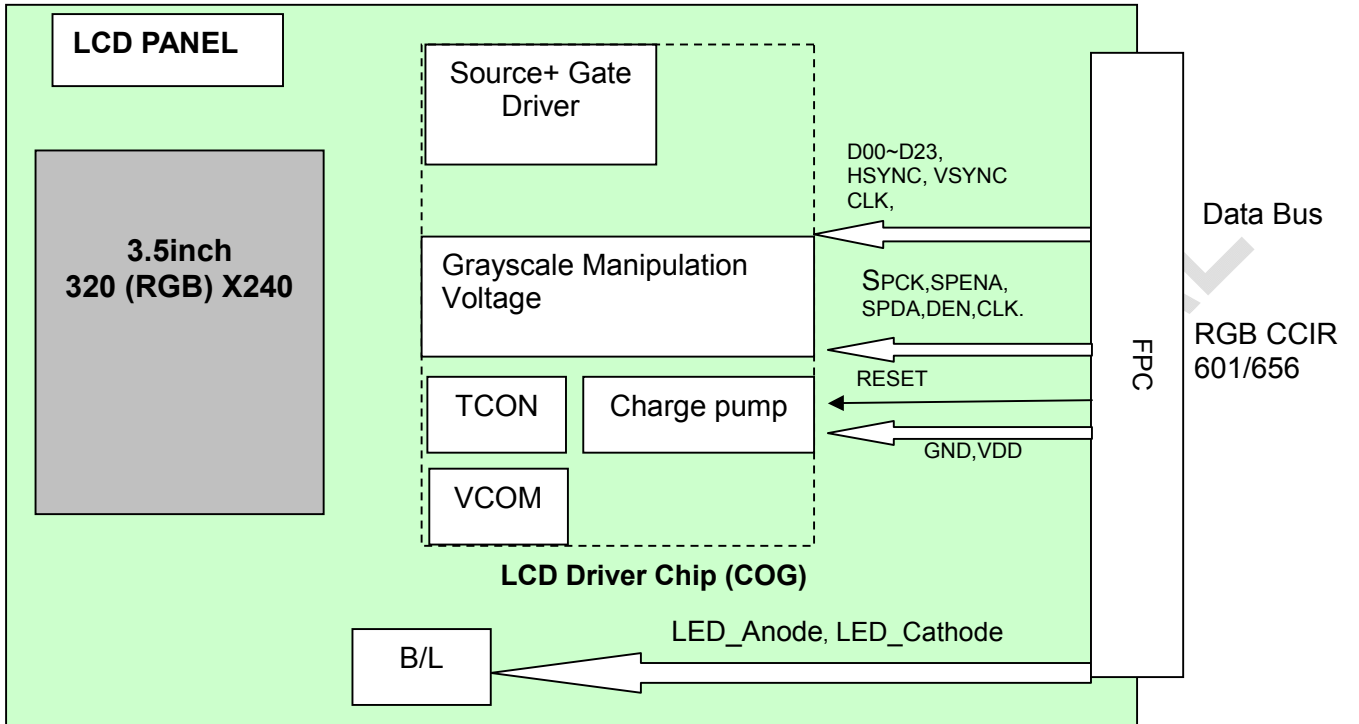 LCD PANEL
3.5inch
320 (RGB) X240
Source+ Gate
Driver
Grayscale Manipulation
Voltage
TCON
Charge pump
VCOM
LCD Driver Chip (COG)
B/L
D00~D23,
HSYNC, VSYNC
CLK,
SPCK,SPENA,
SPDA,DEN,CLK.
RESET
GND,VDD
LED_Anode, LED_Cathode
FPC
Data Bus
RGB CCIR
601/656